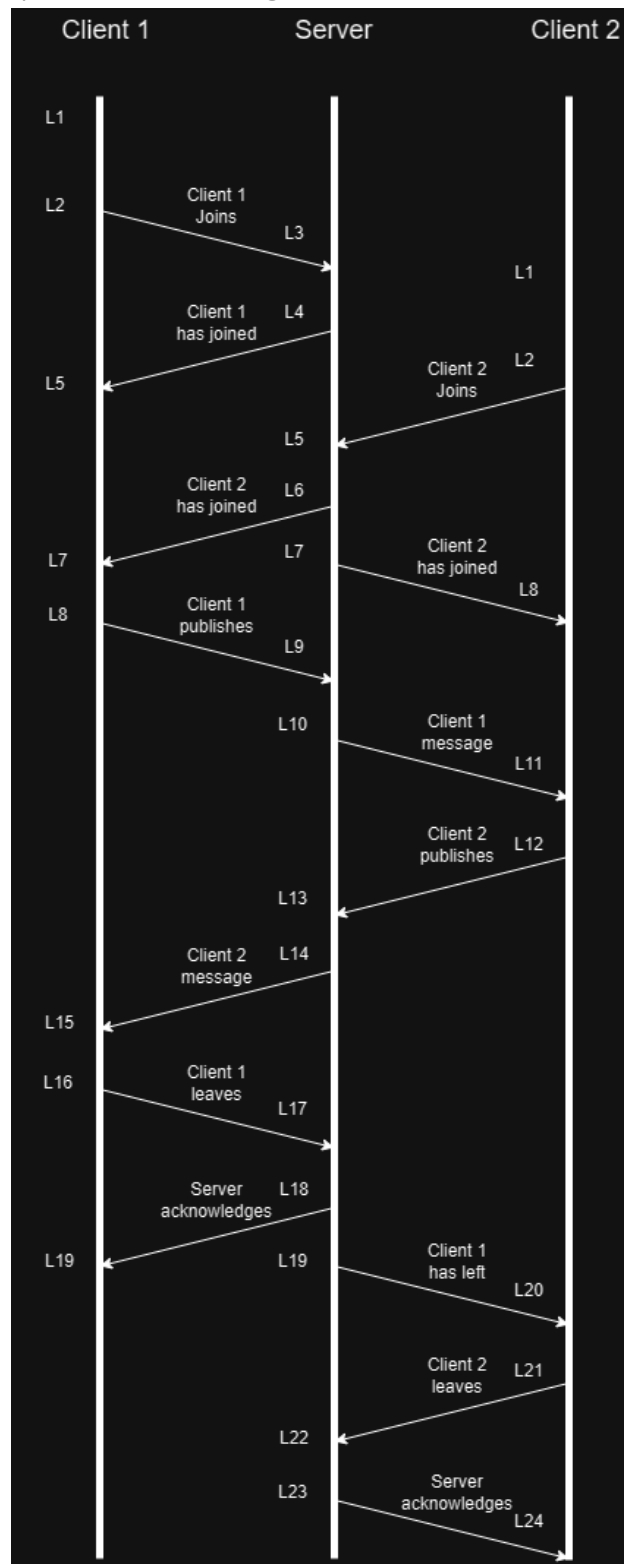 Client 1 Server Client 2
L1
L2 Client 1
Joins
L3
L1
Client 1 L4
has joined
L2
L5 Client 2
Joins
L5
Client 2 L6
has joined
L7 L7 Client 2
has joined
L8
L8 Client 1
publishes
L9
L10 Client 1
message
L11
Client 2 L12
publishes
L13
Client 2 L14
message
L15
L16 Client 1
leaves
L17
Server L18
acknowledges
L19 L19 Client 1
has left
L20
Client 2 L21
leaves
L22
L23 Server
acknowledges
L24